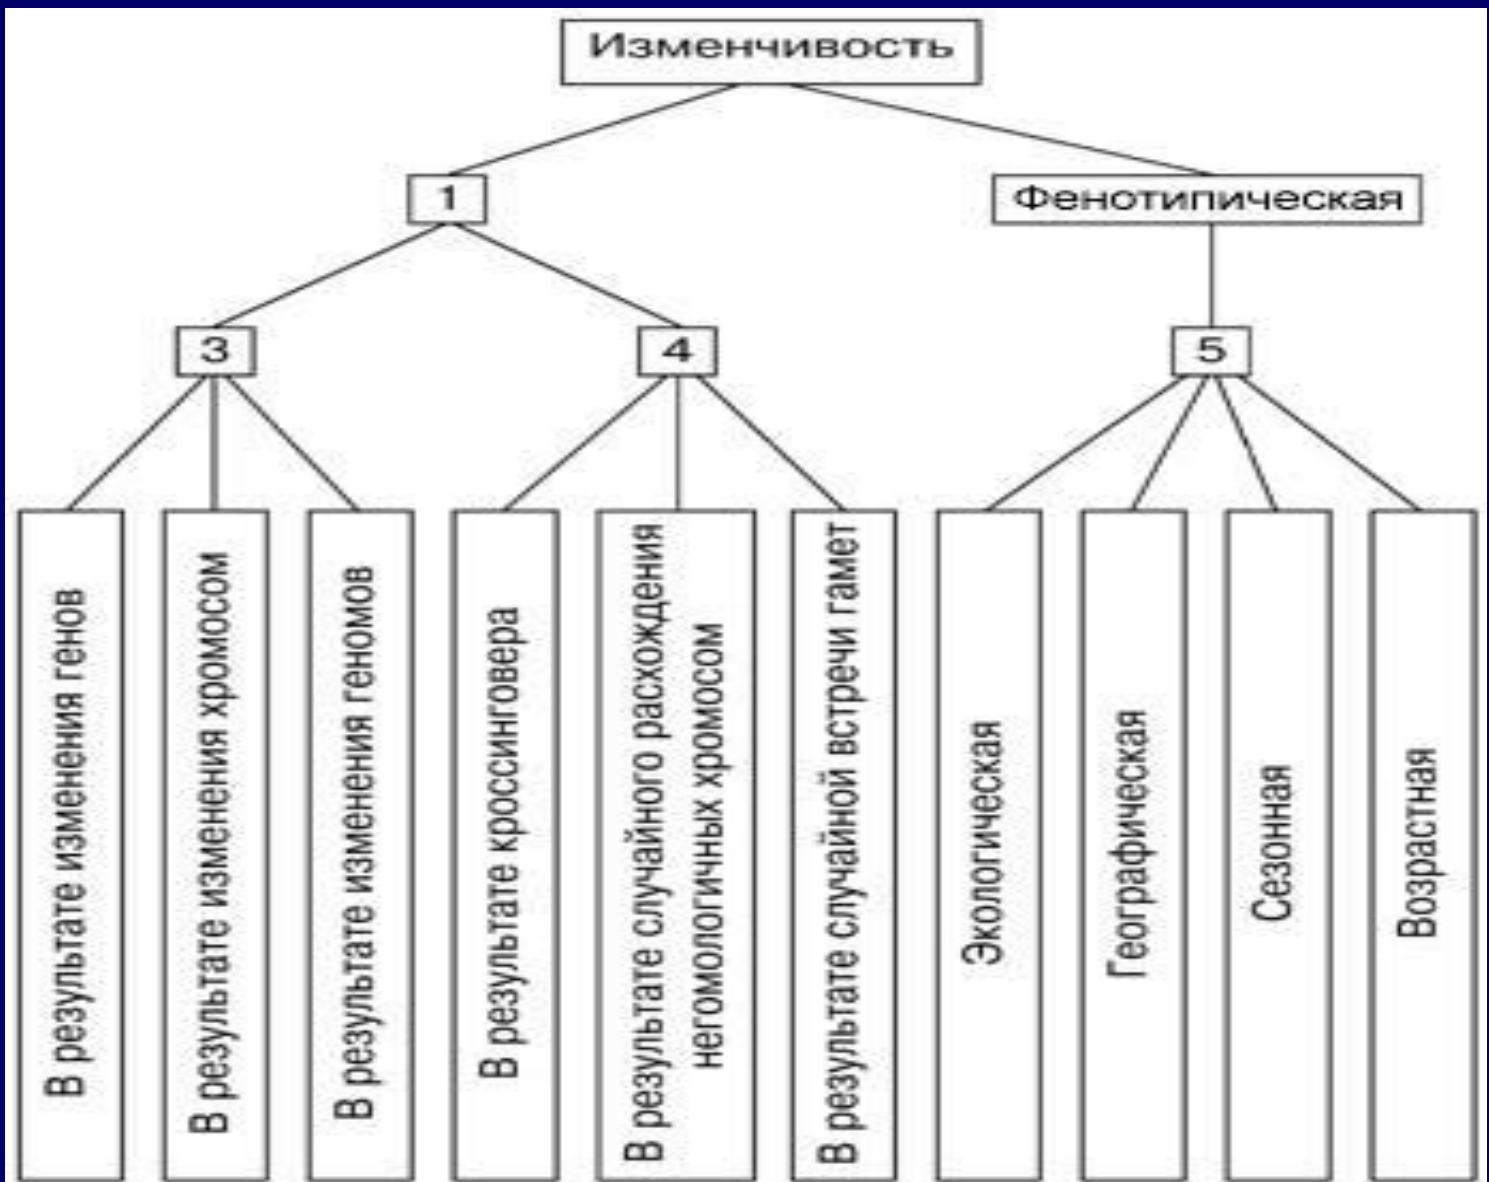 Изменчивость
1
Фенотипическая
3
4
5
В результате изменения генов
В результате изменения хромосом
В результате изменения геномов
В результате кроссинговера
В результате случайного расхождения
негомологичных хромосом
В результате случайной встречи гамет
Экологическая
Географическая
Сезонная
Возрастная